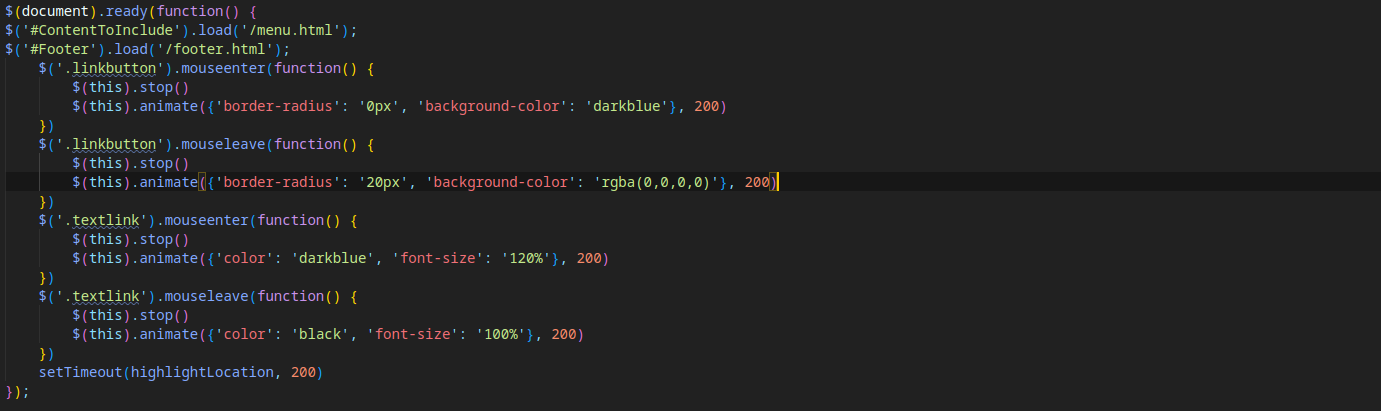 $(document).ready(function() {
$('#ContentToInclude').load('/menu.html');
$('#Footer').load('/footer.html');
    $('.linkbutton').mouseenter(function() {
        $(this).stop()
        $(this).animate({'border-radius': '0px', 'background-color': 'darkblue'}, 200)
    })
    $('.linkbutton').mouseleave(function() {
        $(this).stop()
        $(this).animate({'border-radius': '20px', 'background-color': 'rgba(0,0,0,0)'}, 200)
    })
    $('.textlink').mouseenter(function() {
        $(this).stop()
        $(this).animate({'color': 'darkblue', 'font-size': '120%'}, 200)
    })
    $('.textlink').mouseleave(function() {
        $(this).stop()
        $(this).animate({'color': 'black', 'font-size': '100%'}, 200)
    })
    setTimeout(highlightLocation, 200)
});